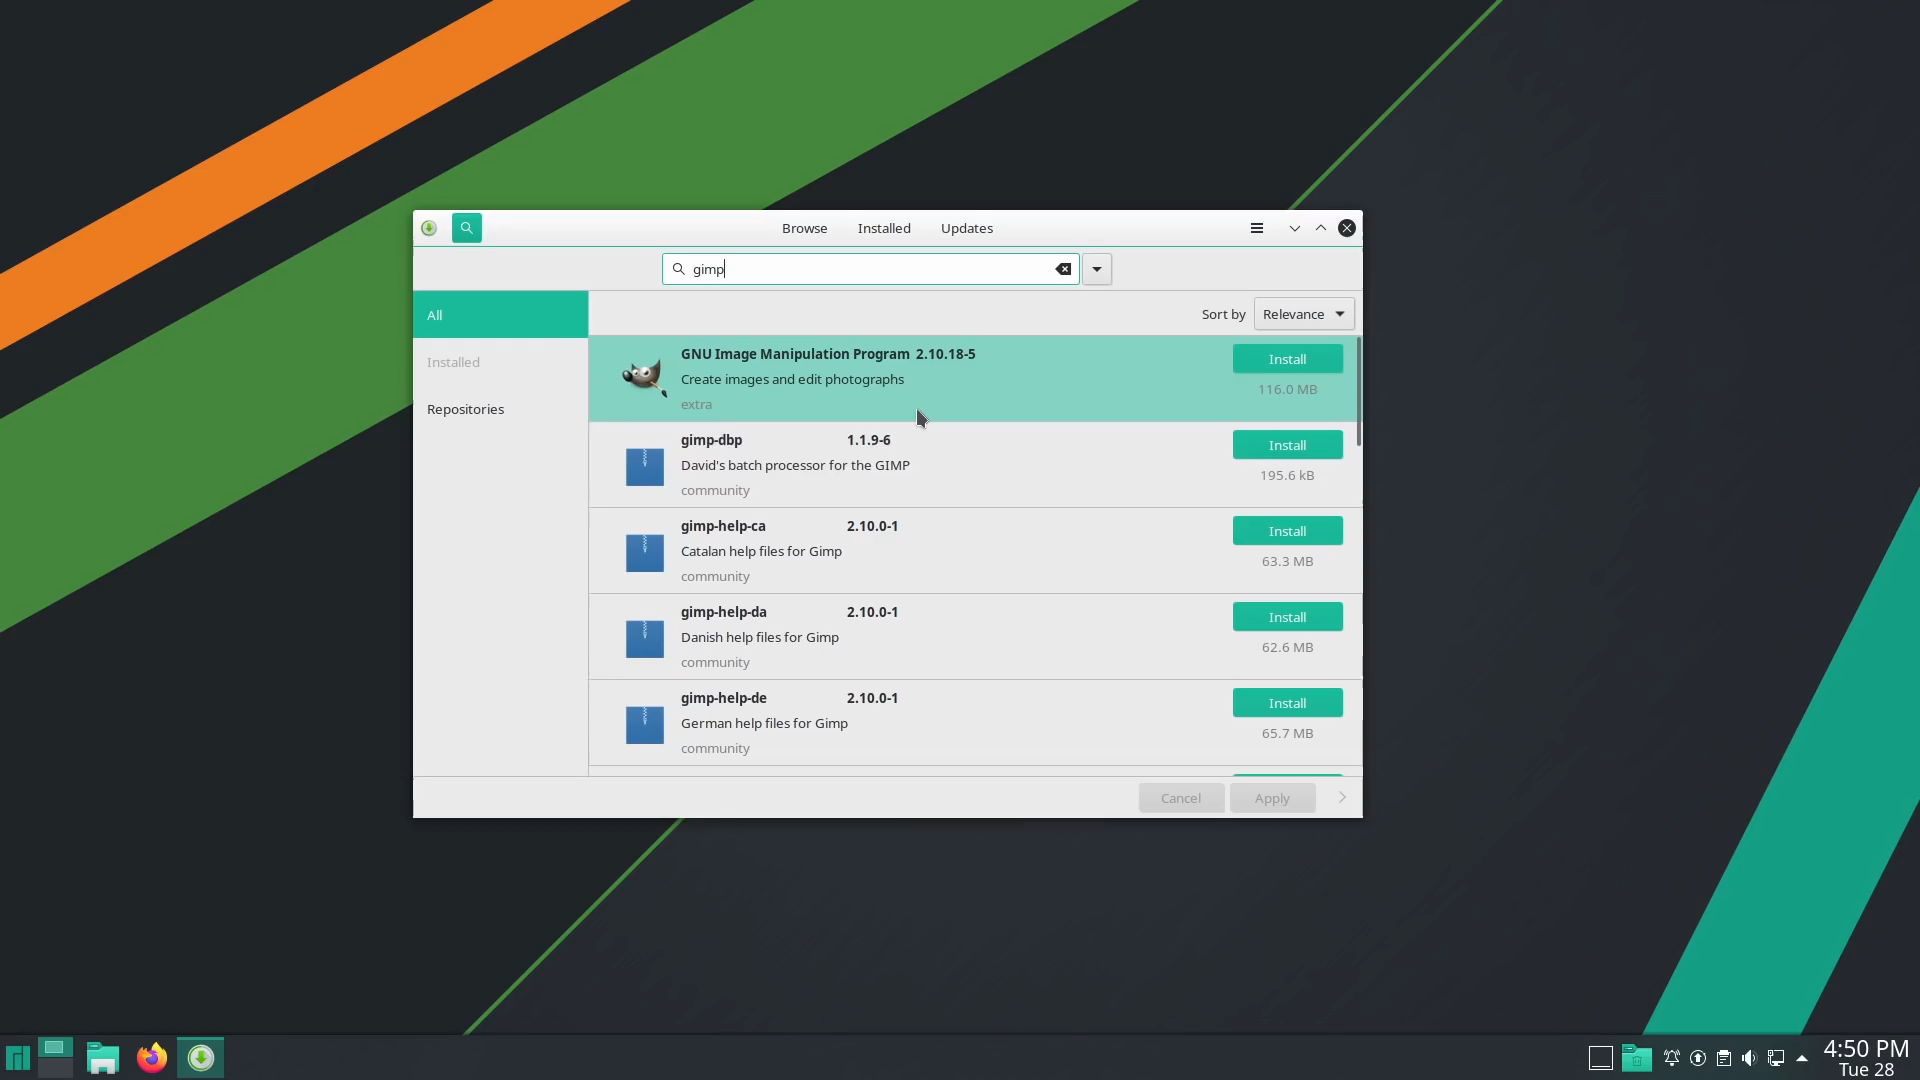 Browse Installed Updates
gimp
All
Installed
Repositories
Sort by Relevance
GNU Image Manipulation Program 2.10.18-5
Create images and edit photographs
extra
Install
116.0 MB
gimp-dbp 1.1.9-6
David's batch processor for the GIMP
community
Install
195.6 kB
gimp-help-ca 2.10.0-1
Catalan help files for Gimp
community
Install
63.3 MB
gimp-help-da 2.10.0-1
Danish help files for Gimp
community
Install
62.6 MB
gimp-help-de 2.10.0-1
German help files for Gimp
community
Install
65.7 MB
Cancel Apply
4:50 PM
Tue 28